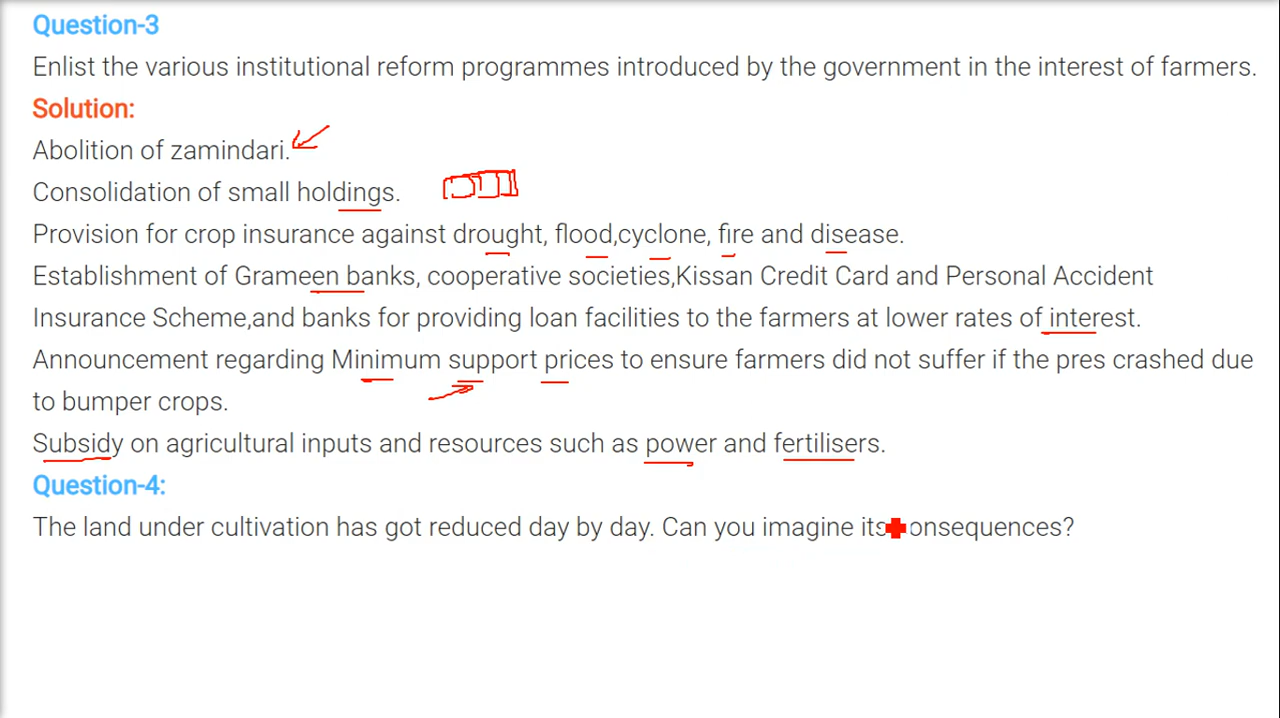 Question-3
Enlist the various institutional reform programmes introduced by the government in the interest of farmers.
Solution:
Abolition of zamindari.
Consolidation of small holdings.
Provision for crop insurance against drought, flood,cyclone, fire and disease.
Establishment of Grameen banks, cooperative societies,Kissan Credit Card and Personal Accident
Insurance Scheme,and banks for providing loan facilities to the farmers at lower rates of interest.
Announcement regarding Minimum support prices to ensure farmers did not suffer if the pres crashed due
to bumper crops.
Subsidy on agricultural inputs and resources such as power and fertilisers.
Question-4:
The land under cultivation has got reduced day by day. Can you imagine its consequences?